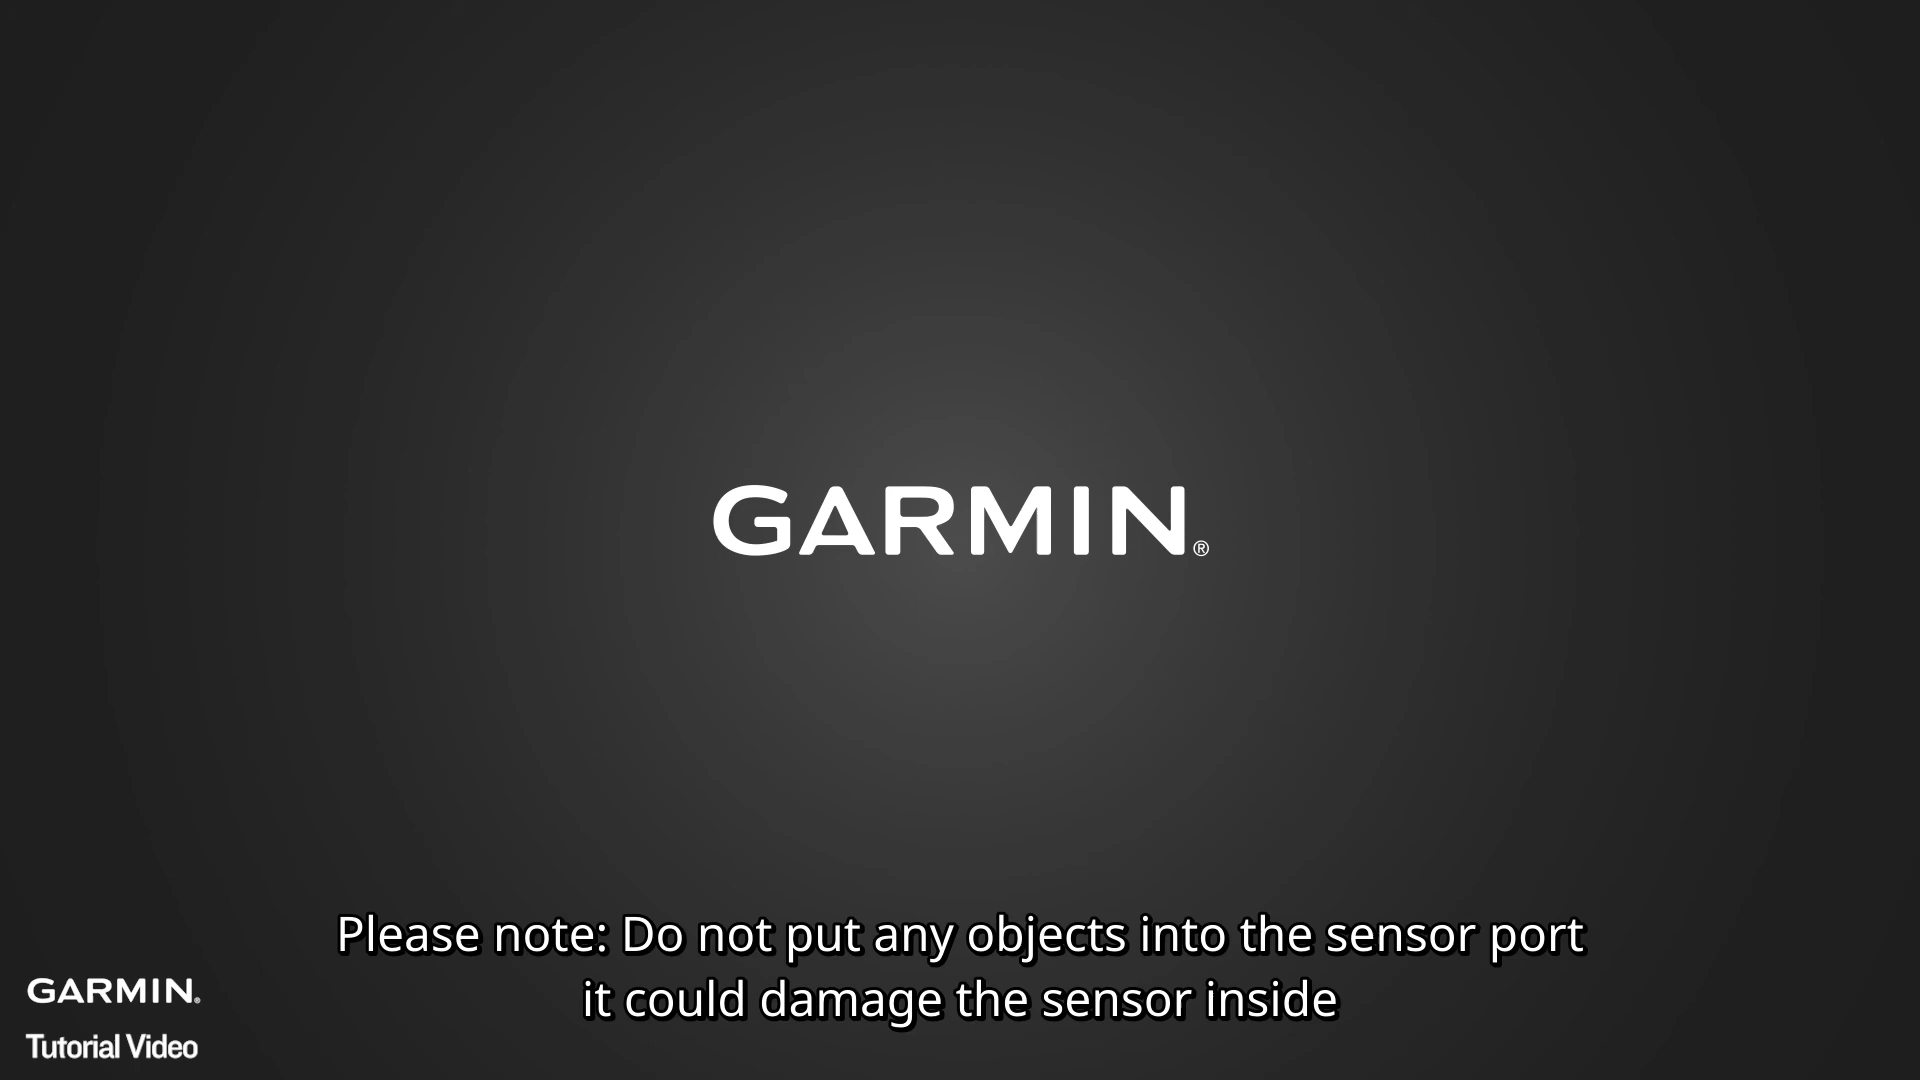 GARMIN®
Please note: Do not put any objects into the sensor port
it could damage the sensor inside
GARMIN®
Tutorial Video